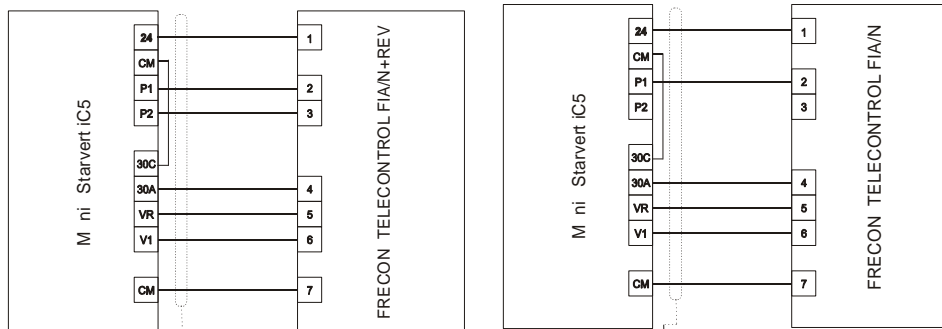 Mini Starvert iC5
24
CM
P1
P2
30C
30A
VR
V1
CM
1
2
3
4
5
6
7
FRECON TELECONTROL FIA/N+REV
Mini Starvert iC5
24
CM
P1
P2
30C
30A
VR
V1
CM
1
2
3
4
5
6
7
FRECON TELECONTROL FIA/N